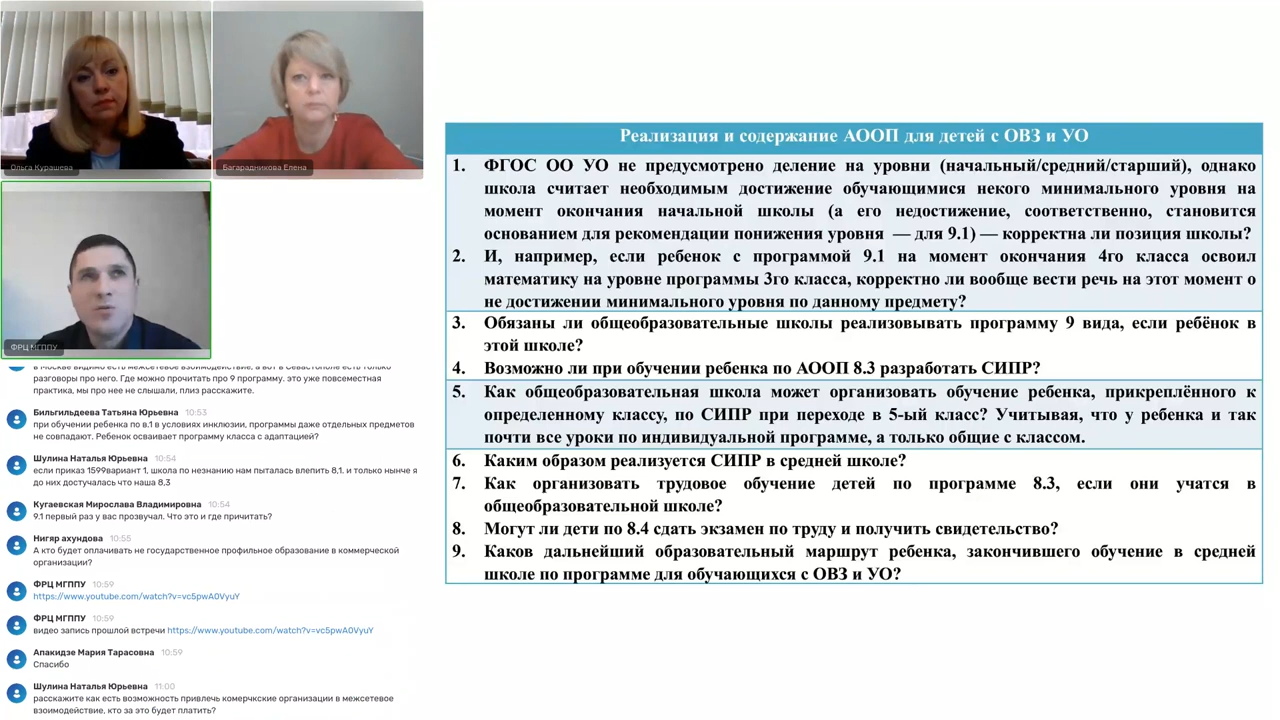 Ольга Курашева
Багарадникова Елена
ФРЦ МГППУ
в Москве видимо есть межсетевое взаимодействие, а вот в Севастополе есть только
разговоры про него. Где можно прочитать про 9 программу. это уже повсеместная
практика, мы про нее не слышали, плиз расскажите.
Бильгильдеева Татьяна Юрьевна 10:53
при обучении ребенка по в.1 в условиях инклюзии, программы даже отдельных предметов
не совпадают. Ребенок осваивает программу класса с адаптацией?
Шулина Наталья Юрьевна 10:54
если приказ 1599вариант 1, школа по незнанию нам пыталась влепить 8,1. и только нынче я
до них достучалась что наша 8,3
Кугаевская Мирослава Владимировна 10:54
9.1 первый раз у вас прозвучал. Что это и где причитать?
Нигяр ахундова 10:55
А кто будет оплачивать не государственное профильное образование в коммерческой
организации?
ФРЦ МГППУ 10:59
https://www.youtube.com/watch?v=vc5pwA0VyuY
ФРЦ МГППУ 10:59
видео запись прошлой встречи https://www.youtube.com/watch?v=vc5pwA0VyuY
Апакидзе Мария Тарасовна 10:59
Спасибо
Шулина Наталья Юрьевна 11:00
расскажите как есть возможность привлечь комерчкские организации в межсетевое
взоимодействие, кто за это будет платить?
Реализация и содержание АООП для детей с ОВЗ и УО
1. ФГОС ОО УО не предусмотрено деление на уровни (начальный/средний/старший), однако
школа считает необходимым достижение обучающимися некого минимального уровня на
момент окончания начальной школы (а его недостижение, соответственно, становится
основанием для рекомендации понижения уровня — для 9.1) — корректна ли позиция школы?
2. И, например, если ребенок с программой 9.1 на момент окончания 4го класса освоил
математику на уровне программы 3го класса, корректно ли вообще вести речь на этот момент о
не достижении минимального уровня по данному предмету?
3. Обязаны ли общеобразовательные школы реализовывать программу 9 вида, если ребёнок в
этой школе?
4. Возможно ли при обучении ребенка по АООП 8.3 разработать СИПР?
5. Как общеобразовательная школа может организовать обучение ребенка, прикреплённого к
определенному классу, по СИПР при переходе в 5-ый класс? Учитывая, что у ребенка и так
почти все уроки по индивидуальной программе, а только общие с классом.
6. Каким образом реализуется СИПР в средней школе?
7. Как организовать трудовое обучение детей по программе 8.3, если они учатся в
общеобразовательной школе?
8. Могут ли дети по 8.4 сдать экзамен по труду и получить свидетельство?
9. Каков дальнейший образовательный маршрут ребенка, закончившего обучение в средней
школе по программе для обучающихся с ОВЗ и УО?